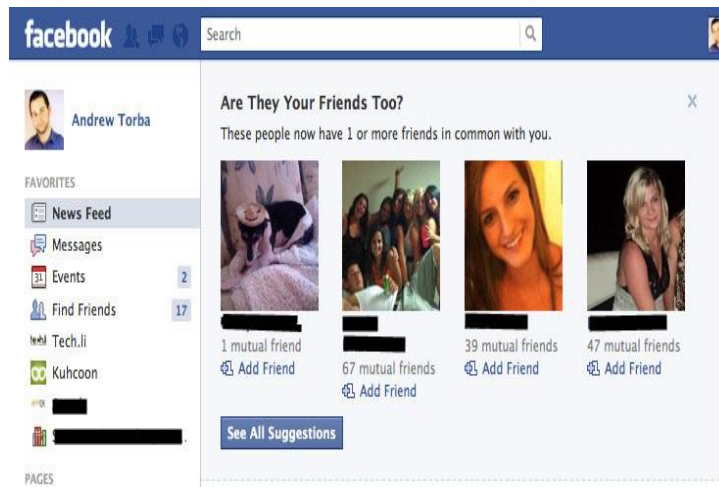 facebook
Search
Andrew Torba
FAVORITES
News Feed
Messages
31 Events 2
Find Friends 17
Tech.li
Kuhcoon
PAGES
Are They Your Friends Too?
These people now have 1 or more friends in common with you.
1 mutual friend
Add Friend
67 mutual friends
Add Friend
39 mutual friends
Add Friend
47 mutual friends
Add Friend
See All Suggestions